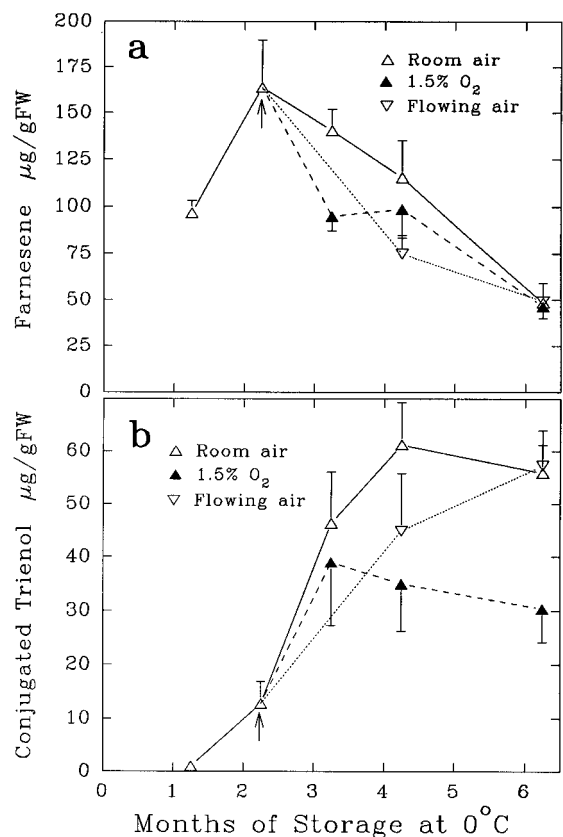 a
Room air
1.5% O₂
Flowing air
Farnesene µg/gFW
200
175
150
125
100
75
50
25
0
b
Room air
1.5% O₂
Flowing air
Conjugated Trienol µg/gFW
60
50
40
30
20
10
0
0 1 2 3 4 5 6
Months of Storage at 0°C